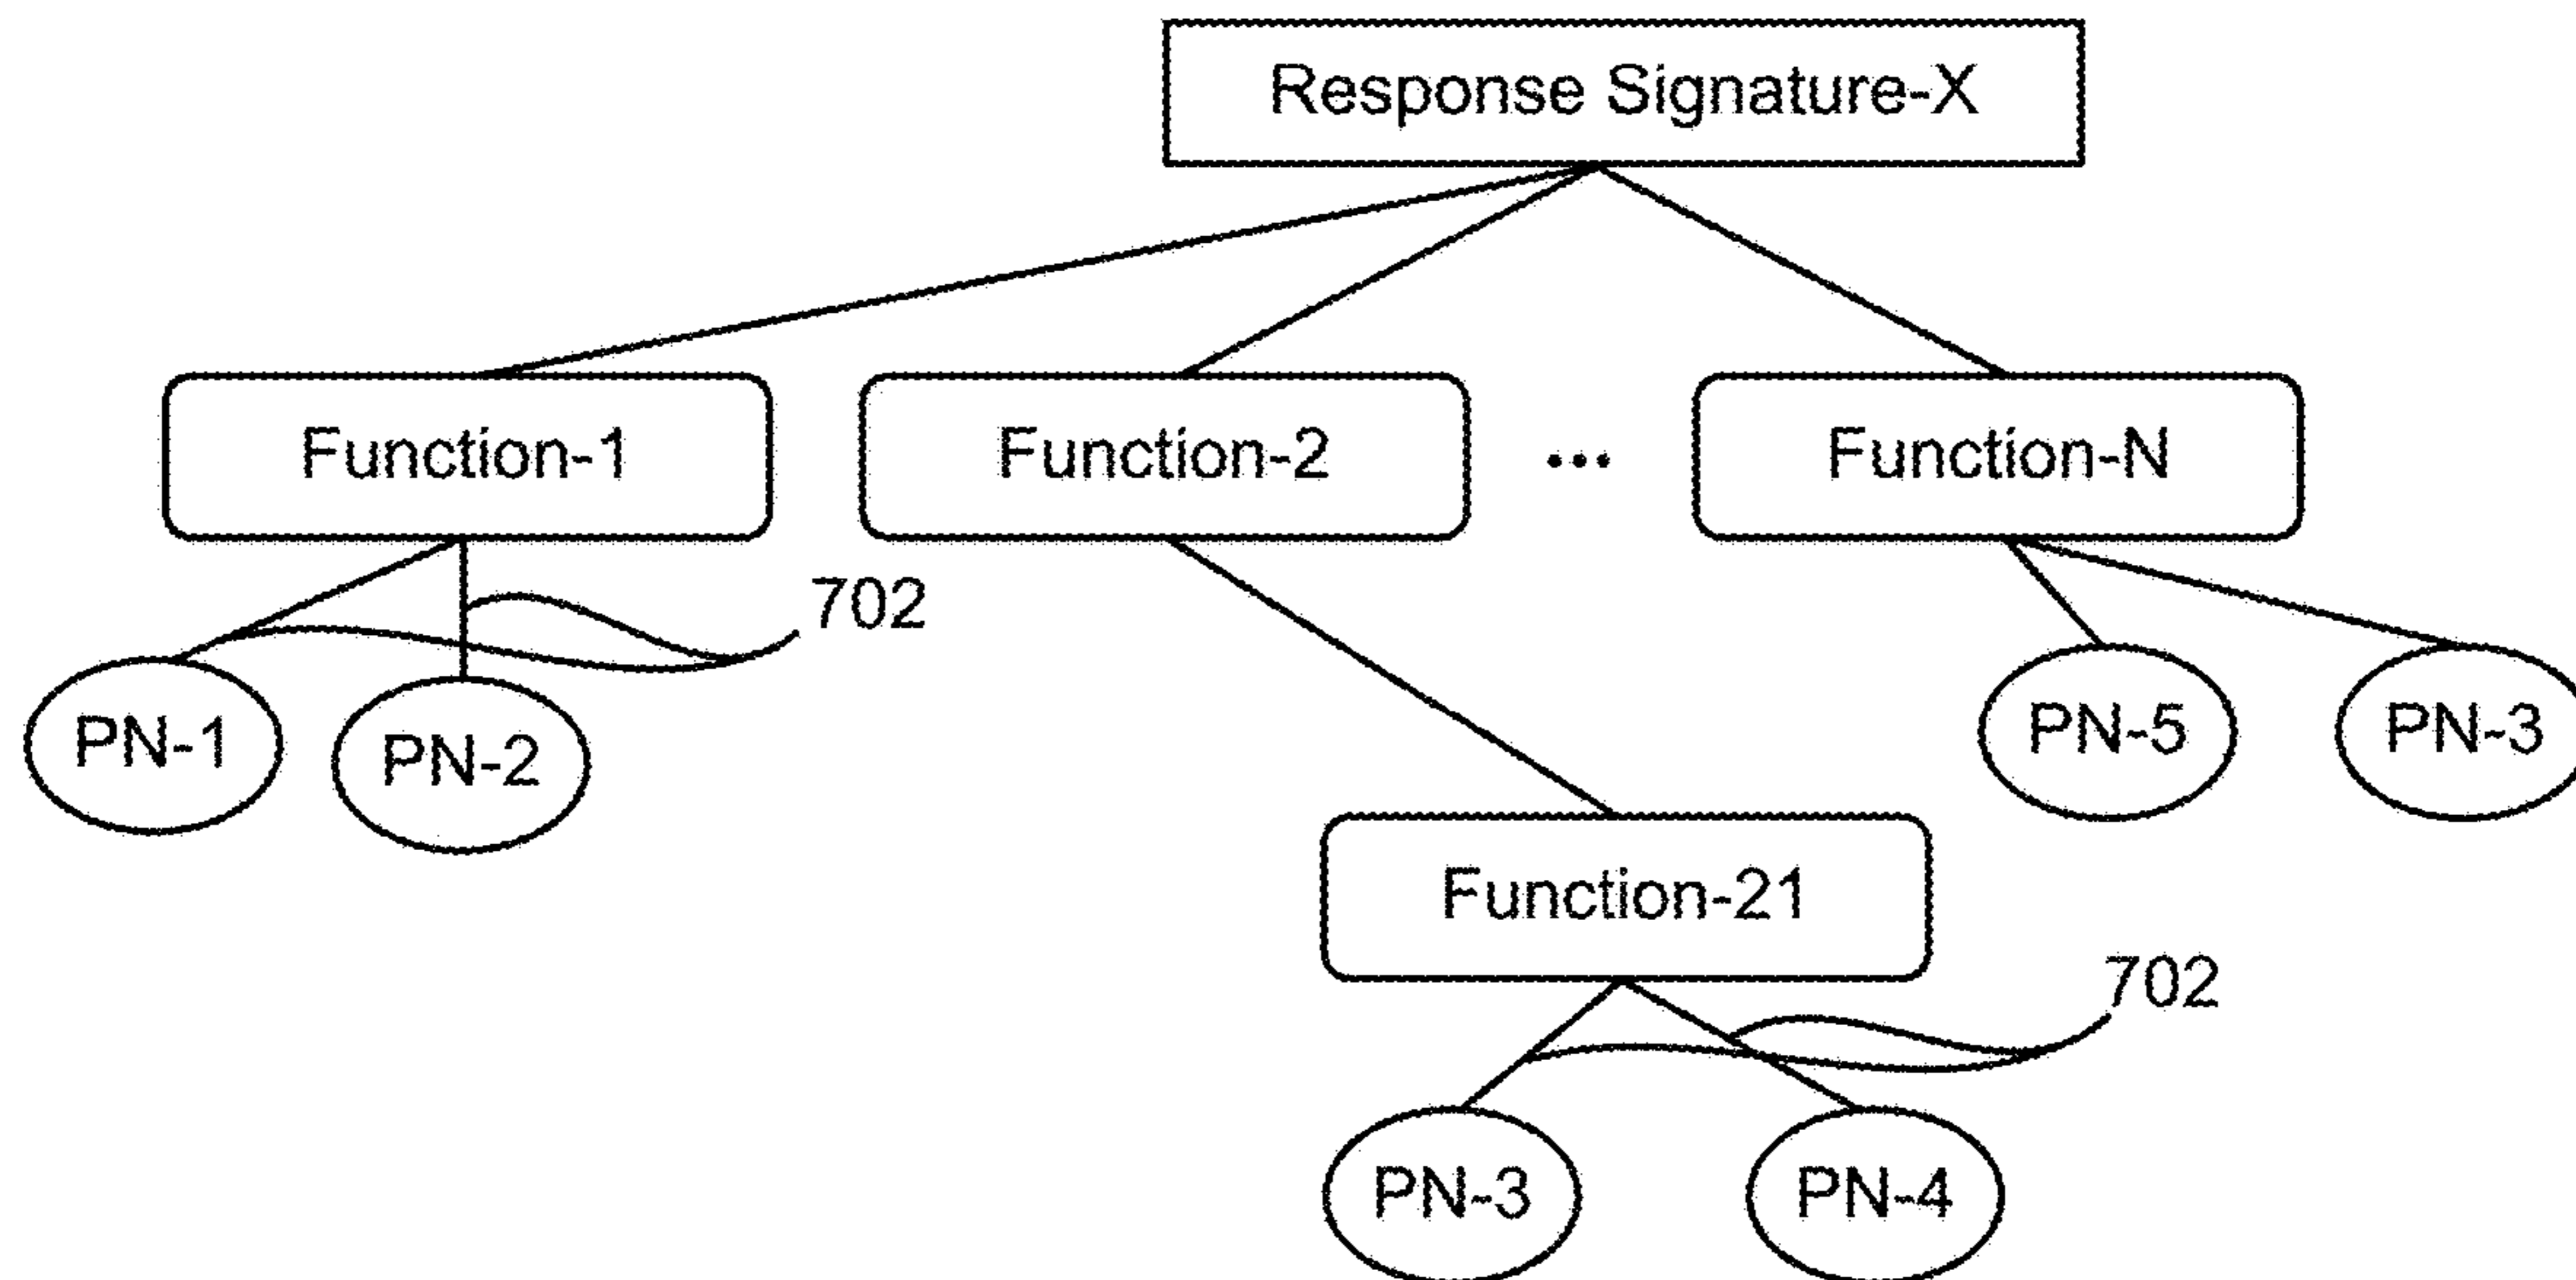 Response Signature-X
Function-1
Function-2
...
Function-N
702
PN-1
PN-2
PN-5
PN-3
Function-21
702
PN-3
PN-4